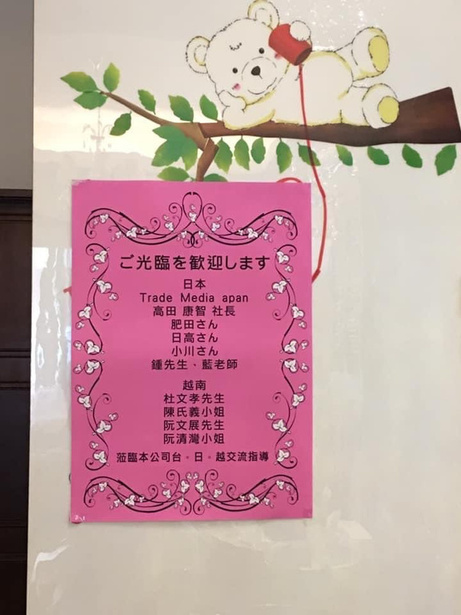 ご光臨を歓迎します
日本
Trade Media apan
高田 康智 社長
肥田さん
日高さん
小川さん
鍾先生．藍老師
越南
杜文孝先生
陳氏義小姐
阮文展先生
阮清灣小姐
蒞臨本公司台。日。越交流指導